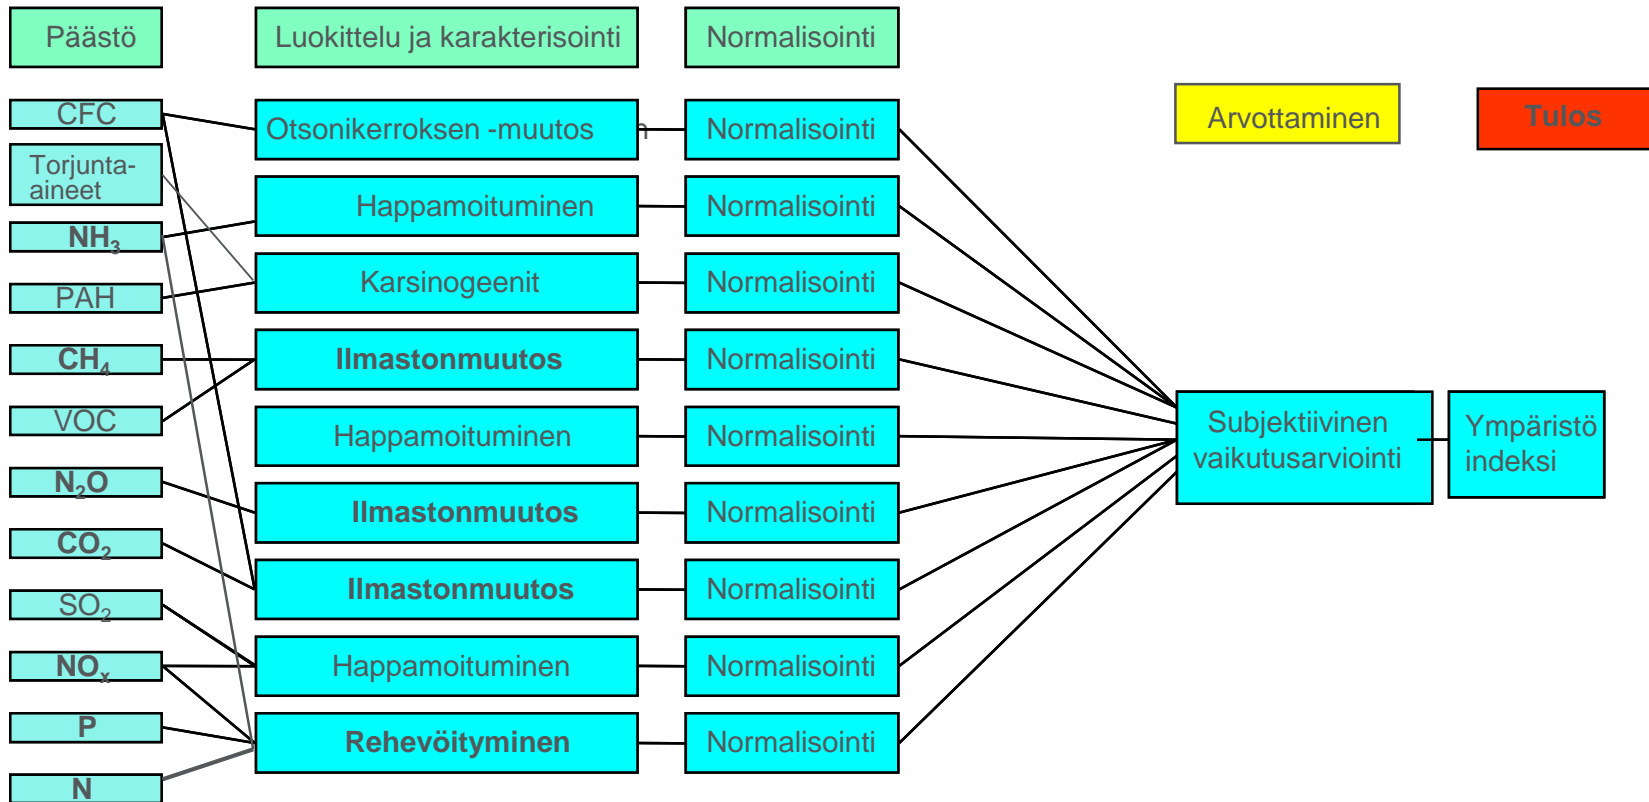 Päästö
Luokittelu ja karakterisointi
Normalisointi
Arvottaminen
Tulos
CFC
Torjunta-
aineet
NH₃
PAH
CH₄
VOC
N₂O
CO₂
SO₂
NOₓ
P
N
Otsonikerroksen -muutos
Happamoituminen
Karsinogeenit
Ilmastonmuutos
Happamoituminen
Ilmastonmuutos
Ilmastonmuutos
Happamoituminen
Rehevöityminen
Normalisointi
Normalisointi
Normalisointi
Normalisointi
Normalisointi
Normalisointi
Normalisointi
Normalisointi
Normalisointi
Subjektiivinen
vaikutusarviointi
Ympäristö
indeksi